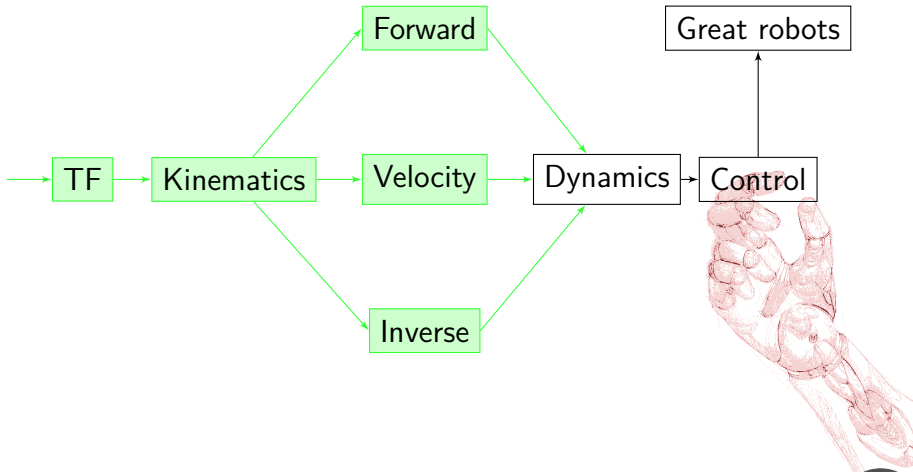 Forward
Great robots
TF
Kinematics
Velocity
Dynamics
Control
Inverse